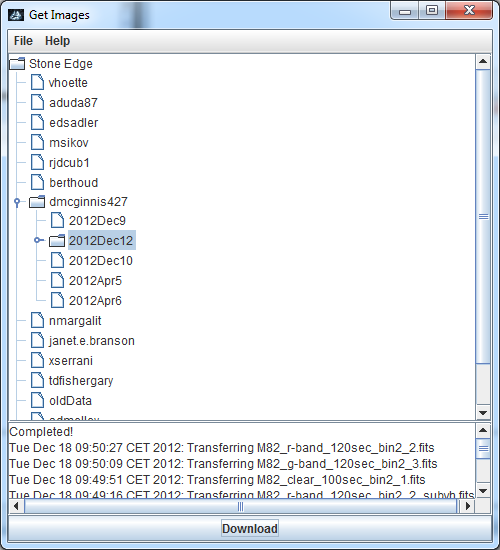 Get Images
File Help
Stone Edge
vhoette
aduda87
edsadler
msikov
rjdcub1
berthoud
dmcginnis427
2012Dec9
2012Dec12
2012Dec10
2012Apr5
2012Apr6
nmargalit
janet.e.branson
xserrani
tdfishergary
oldData
Completed!
Tue Dec 18 09:50:27 CET 2012: Transferring M82_r-band_120sec_bin2_2.fits
Tue Dec 18 09:50:09 CET 2012: Transferring M82_g-band_120sec_bin2_3.fits
Tue Dec 18 09:49:51 CET 2012: Transferring M82_clear_100sec_bin2_1.fits
Tue Dec 18 09:49:16 CET 2012: Transferring M82_r-band_120sec_bin2_2_subvb.fits
Download